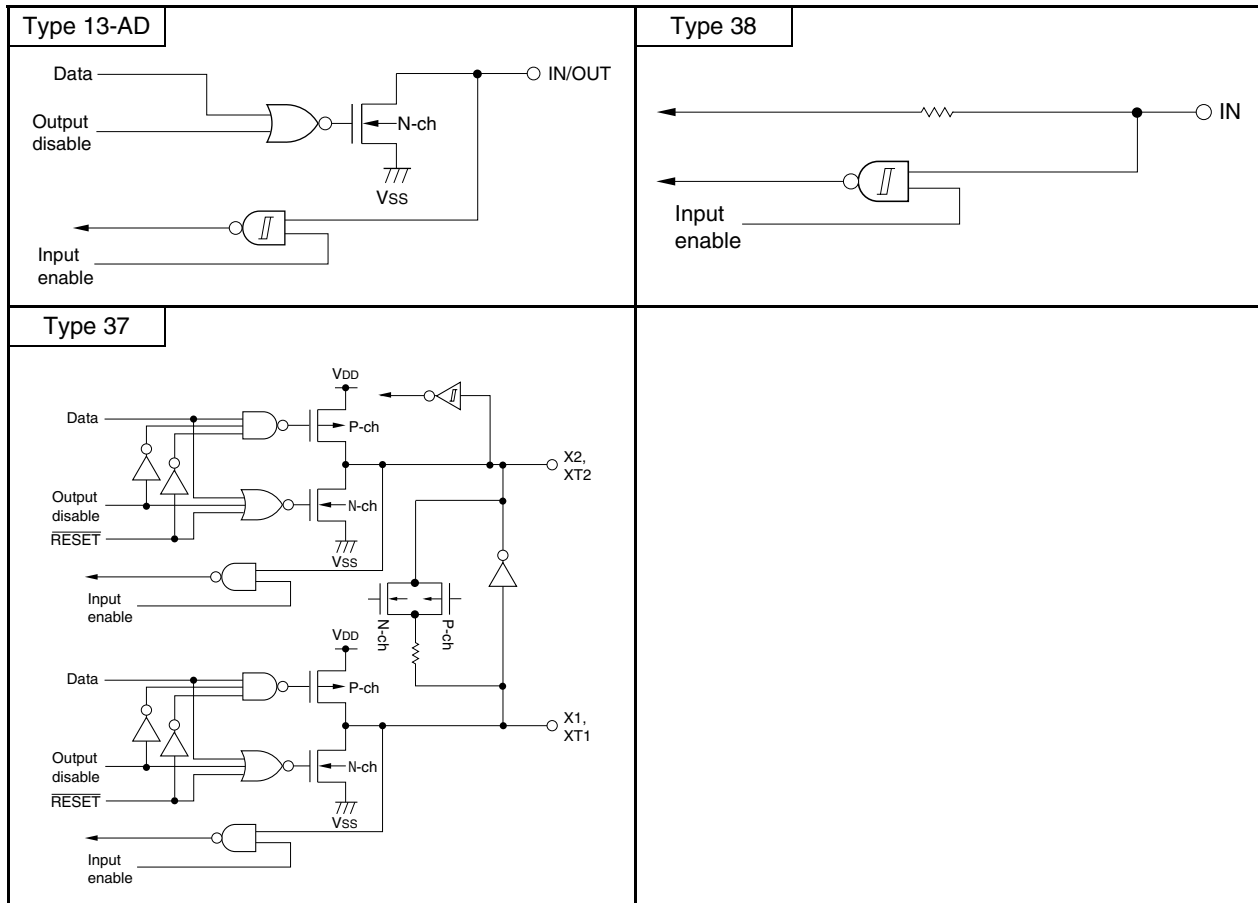 Type 13-AD
Data
IN/OUT
Output
disable
N-ch
VSS
Input
enable
Type 38
IN
Input
enable
Type 37
VDD
Data
P-ch
X2,
XT2
Output
disable
N-ch
RESET
VSS
Input
enable
N-ch
P-ch
VDD
Data
P-ch
X1,
XT1
Output
disable
N-ch
RESET
VSS
Input
enable